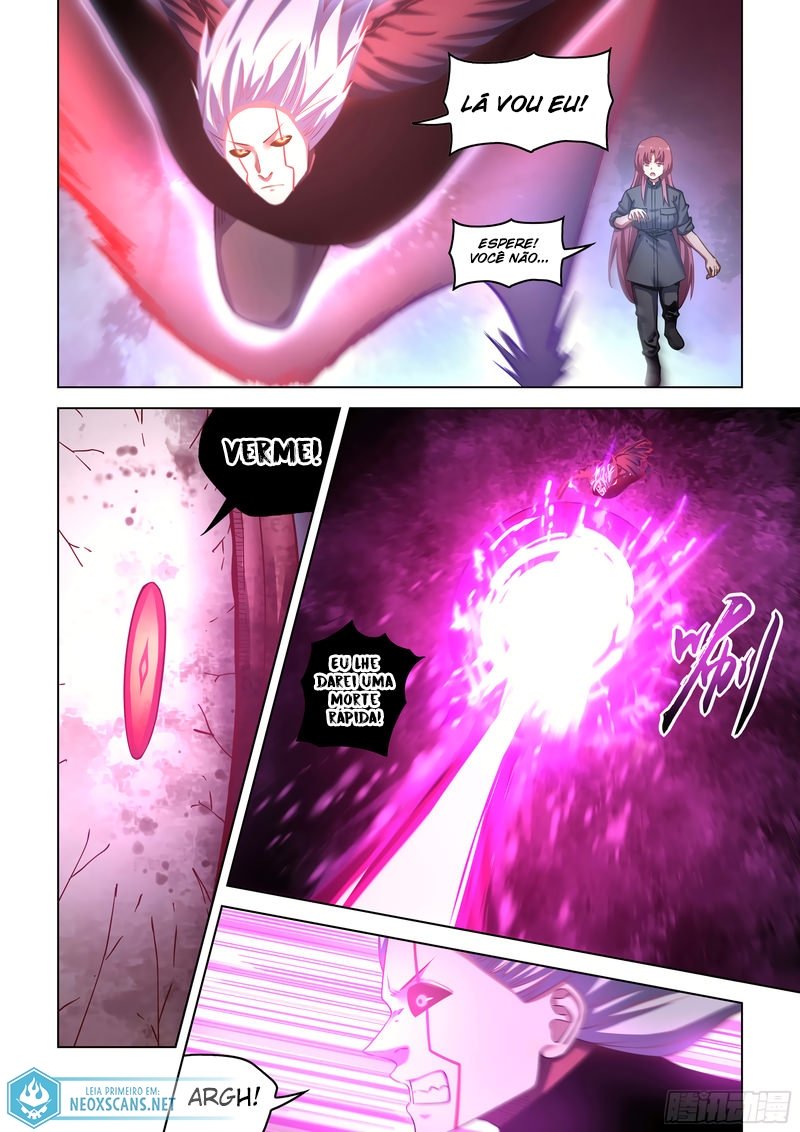 LÁ VOU EU!
ESPERE!
VOCÊ NÃO...
VERME!
EU LHE
DAREI UMA
MORTE
RÁPIDA!
ARGH!
LEIA PRIMEIRO EM:
NEOXSCANS.NET
腾讯动漫